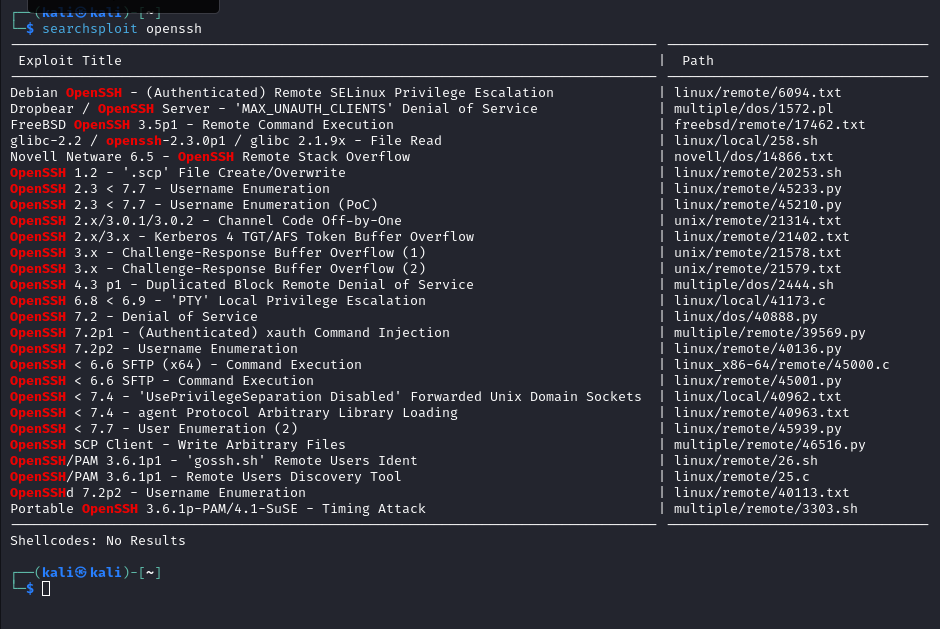 ┌──(kali㉿kali)-[~]
└─$ searchsploit openssh
Exploit Title | Path
Debian OpenSSH - (Authenticated) Remote SELinux Privilege Escalation | linux/remote/6094.txt
Dropbear / OpenSSH Server - 'MAX_UNAUTH_CLIENTS' Denial of Service | multiple/dos/1572.pl
FreeBSD OpenSSH 3.5p1 - Remote Command Execution | freebsd/remote/17462.txt
glibc-2.2 / openssh-2.3.0p1 / glibc 2.1.9x - File Read | linux/local/258.sh
Novell Netware 6.5 - OpenSSH Remote Stack Overflow | novell/dos/14866.txt
OpenSSH 1.2 - '.scp' File Create/Overwrite | linux/remote/20253.sh
OpenSSH 2.3 < 7.7 - Username Enumeration | linux/remote/45233.py
OpenSSH 2.3 < 7.7 - Username Enumeration (PoC) | linux/remote/45210.py
OpenSSH 2.x/3.0.1/3.0.2 - Channel Code Off-by-One | unix/remote/21314.txt
OpenSSH 2.x/3.x - Kerberos 4 TGT/AFS Token Buffer Overflow | linux/remote/21402.txt
OpenSSH 3.x - Challenge-Response Buffer Overflow (1) | unix/remote/21578.txt
OpenSSH 3.x - Challenge-Response Buffer Overflow (2) | unix/remote/21579.txt
OpenSSH 4.3 p1 - Duplicated Block Remote Denial of Service | multiple/dos/2444.sh
OpenSSH 6.8 < 6.9 - 'PTY' Local Privilege Escalation | linux/local/41173.c
OpenSSH 7.2 - Denial of Service | linux/dos/40888.py
OpenSSH 7.2p1 - (Authenticated) xauth Command Injection | multiple/remote/39569.py
OpenSSH 7.2p2 - Username Enumeration | linux/remote/40136.py
OpenSSH < 6.6 SFTP (x64) - Command Execution | linux_x86-64/remote/45000.c
OpenSSH < 6.6 SFTP - Command Execution | linux/remote/45001.py
OpenSSH < 7.4 - 'UsePrivilegeSeparation Disabled' Forwarded Unix Domain Sockets | linux/local/40962.txt
OpenSSH < 7.4 - agent Protocol Arbitrary Library Loading | linux/remote/40963.txt
OpenSSH < 7.7 - User Enumeration (2) | linux/remote/45939.py
OpenSSH SCP Client - Write Arbitrary Files | multiple/remote/46516.py
OpenSSH/PAM 3.6.1p1 - 'gossh.sh' Remote Users Ident | linux/remote/26.sh
OpenSSH/PAM 3.6.1p1 - Remote Users Discovery Tool | linux/remote/25.c
OpenSSHd 7.2p2 - Username Enumeration | linux/remote/40113.txt
Portable OpenSSH 3.6.1p-PAM/4.1-SuSE - Timing Attack | multiple/remote/3303.sh
Shellcodes: No Results
┌──(kali㉿kali)-[~]
└─$